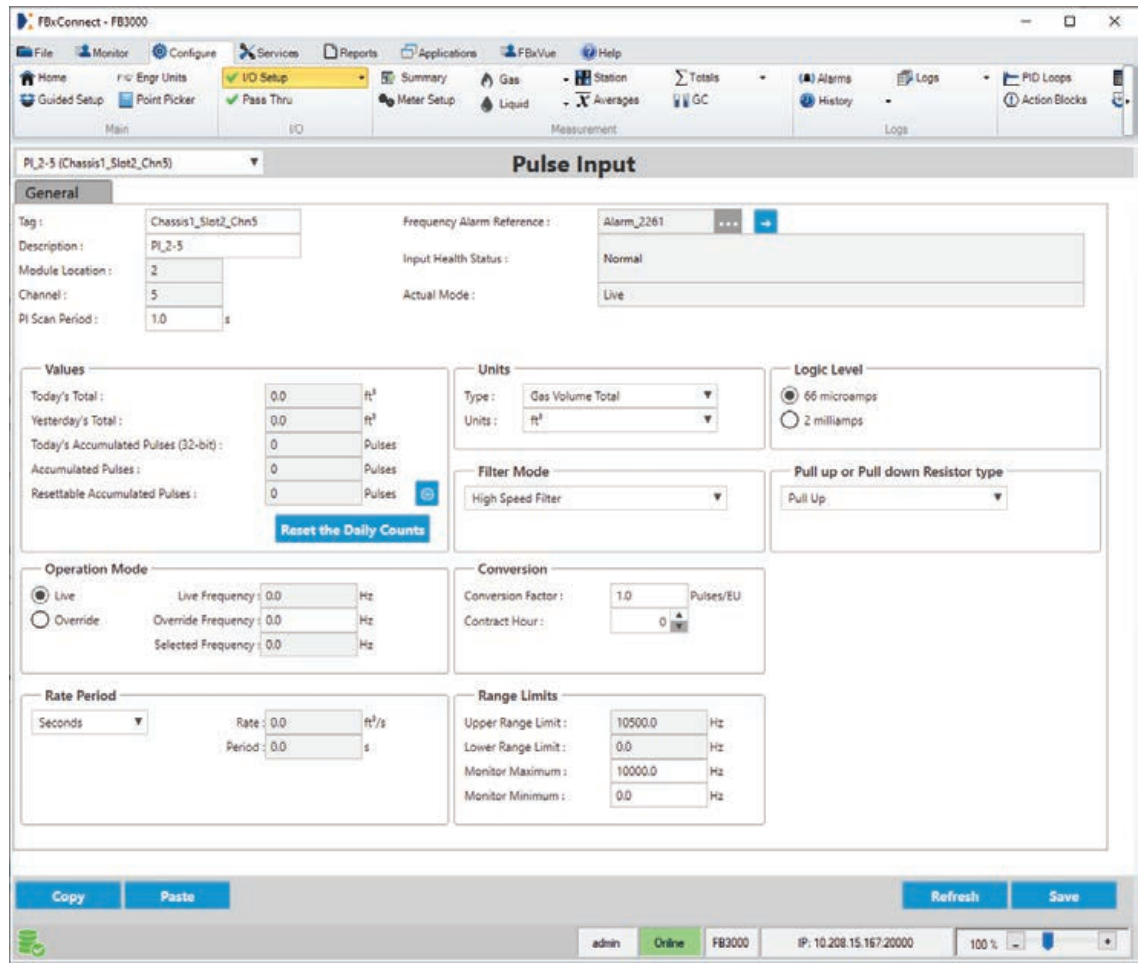 FBxConnect - FB3000
File Monitor Configure Services Reports Applications FBxVue Help
Home Engr Units I/O Setup Summary Gas Station Totals Alarms Logs PID Loops
Guided Setup Point Picker Pass Thru Meter Setup Liquid Averages GC History Action Blocks
Main I/O Measurement Logs
PI_2-5 (Chassis1_Slot2_Chn5)
Pulse Input
General
Tag : Chassis1_Slot2_Chn5
Description : PI_2-5
Module Location : 2
Channel : 5
PI Scan Period : 1.0 s
Frequency Alarm Reference : Alarm_2261 ...
Input Health Status : Normal
Actual Mode : Live
Values
Today's Total : 0.0 ft³
Yesterday's Total : 0.0 ft³
Today's Accumulated Pulses (32-bit) : 0 Pulses
Accumulated Pulses : 0 Pulses
Resettable Accumulated Pulses : 0 Pulses
Reset the Daily Counts
Units
Type : Gas Volume Total
Units : ft³
Logic Level
66 microamps
2 milliamps
Filter Mode
High Speed Filter
Pull up or Pull down Resistor type
Pull Up
Operation Mode
Live Live Frequency : 0.0 Hz
Override Override Frequency : 0.0 Hz
Selected Frequency : 0.0 Hz
Conversion
Conversion Factor : 1.0 Pulses/EU
Contract Hour : 0
Rate Period
Seconds Rate : 0.0 ft³/s
Period : 0.0 s
Range Limits
Upper Range Limit : 10500.0 Hz
Lower Range Limit : 0.0 Hz
Monitor Maximum : 10000.0 Hz
Monitor Minimum : 0.0 Hz
Copy Paste Refresh Save
admin Online FB3000 IP: 10.208.15.167:20000 100 %